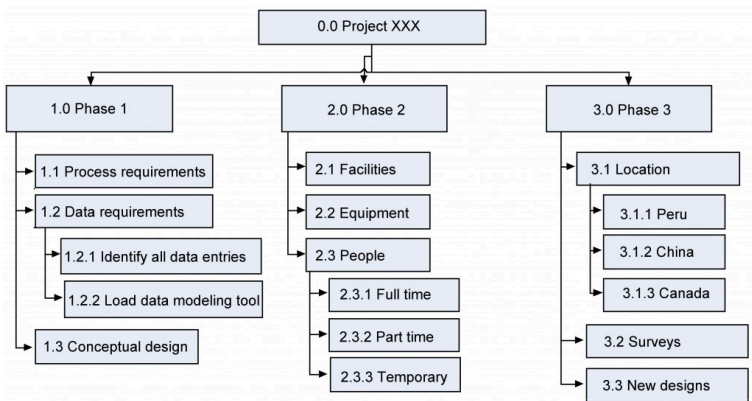 0.0 Project XXX
1.0 Phase 1
1.1 Process requirements
1.2 Data requirements
1.2.1 Identify all data entries
1.2.2 Load data modeling tool
1.3 Conceptual design
2.0 Phase 2
2.1 Facilities
2.2 Equipment
2.3 People
2.3.1 Full time
2.3.2 Part time
2.3.3 Temporary
3.0 Phase 3
3.1 Location
3.1.1 Peru
3.1.2 China
3.1.3 Canada
3.2 Surveys
3.3 New designs